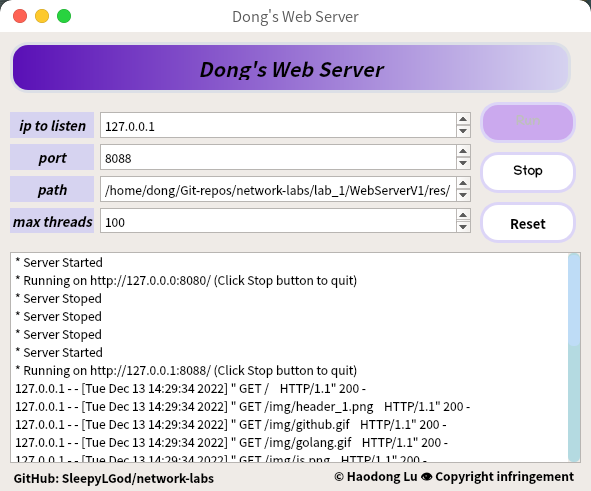 Dong's Web Server
Dong's Web Server
ip to listen 127.0.0.1
Run
port 8088
Stop
path /home/dong/Git-repos/network-labs/lab_1/WebServerV1/res/
max threads 100
Reset
* Server Started
* Running on http://127.0.0.0:8080/ (Click Stop button to quit)
* Server Stoped
* Server Stoped
* Server Stoped
* Server Started
* Running on http://127.0.0.1:8088/ (Click Stop button to quit)
127.0.0.1 - - [Tue Dec 13 14:29:34 2022] " GET / HTTP/1.1" 200 -
127.0.0.1 - - [Tue Dec 13 14:29:34 2022] " GET /img/header_1.png HTTP/1.1" 200 -
127.0.0.1 - - [Tue Dec 13 14:29:34 2022] " GET /img/github.gif HTTP/1.1" 200 -
127.0.0.1 - - [Tue Dec 13 14:29:34 2022] " GET /img/golang.gif HTTP/1.1" 200 -
127.0.0.1 - - [Tue Dec 13 14:29:34 2022] " GET /img/js.png HTTP/1.1" 200 -
GitHub: SleepyLGod/network-labs
© Haodong Lu 👁 Copyright infringement